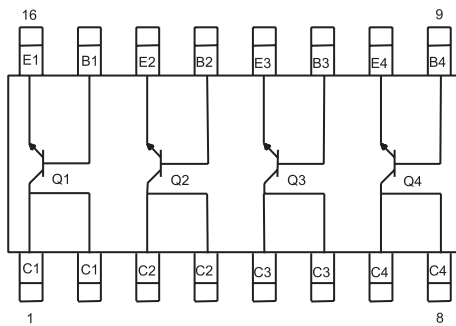 16 9
E1 B1 E2 B2 E3 B3 E4 B4
Q1 Q2 Q3 Q4
C1 C1 C2 C2 C3 C3 C4 C4
1 8